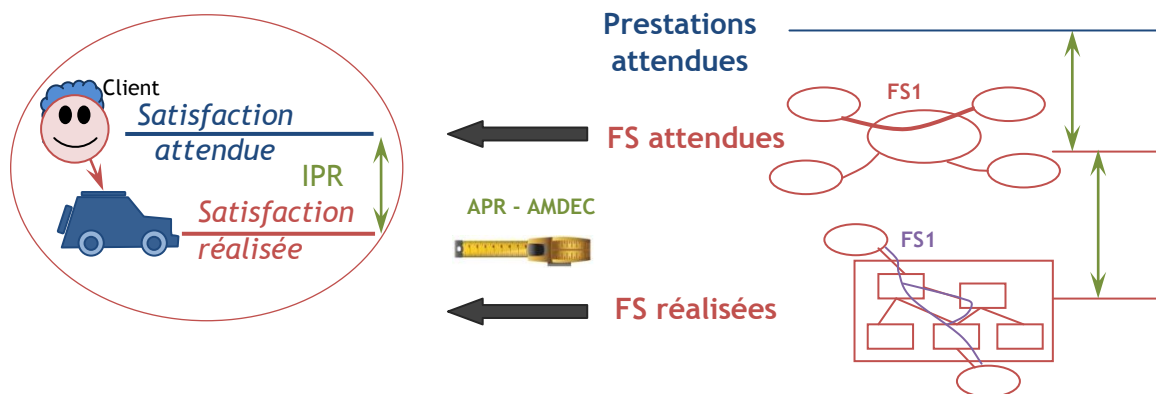 Client
Satisfaction
attendue
IPR
Satisfaction
réalisée
APR - AMDEC
Prestations
attendues
FS attendues
FS1
FS réalisées
FS1